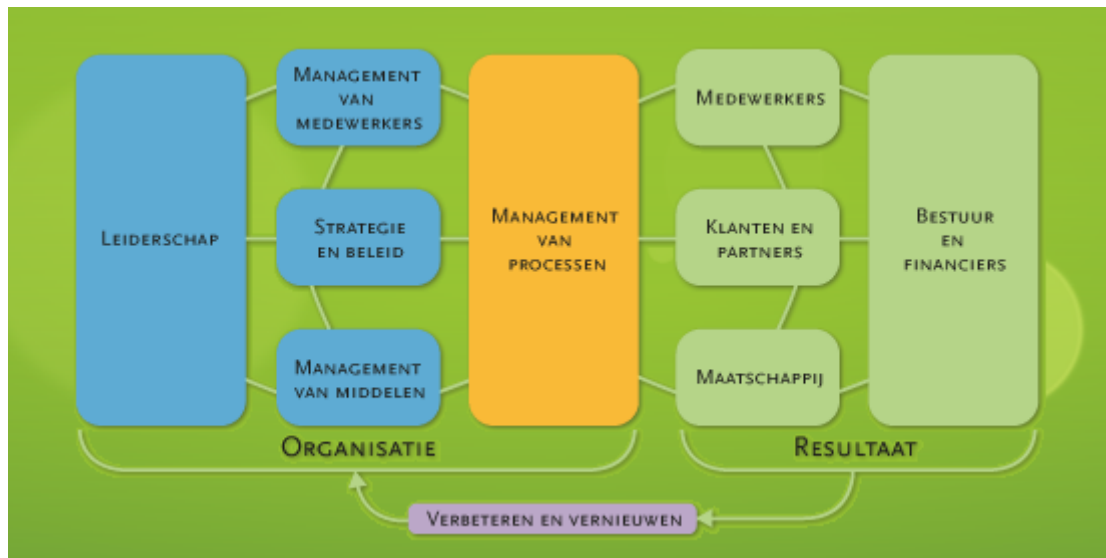 Leiderschap
Management
van
medewerkers
Strategie
en beleid
Management
van middelen
Management
van
processen
Medewerkers
Klanten en
partners
Maatschappij
Bestuur
en
financiers
Organisatie
Resultaat
Verbeteren en vernieuwen